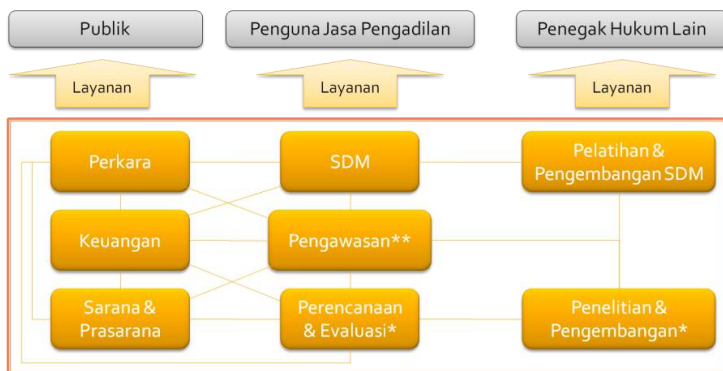 Publik
Penguna Jasa Pengadilan
Penegak Hukum Lain
Layanan
Layanan
Layanan
Perkara
SDM
Pelatihan &
Pengembangan SDM
Keuangan
Pengawasan**
Sarana &
Prasarana
Perencanaan
& Evaluasi*
Penelitian &
Pengembangan*